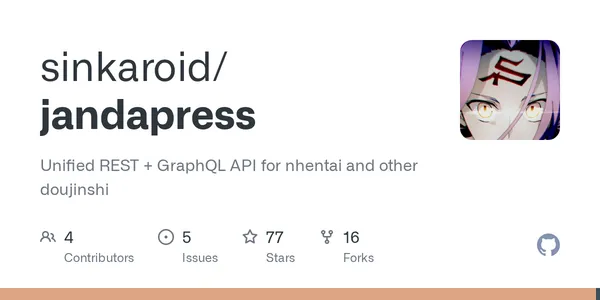 sinkaroid/
jandapress
Unified REST + GraphQL API for nhentai and other
doujinshi
4 5 77 16
Contributors Issues Stars Forks